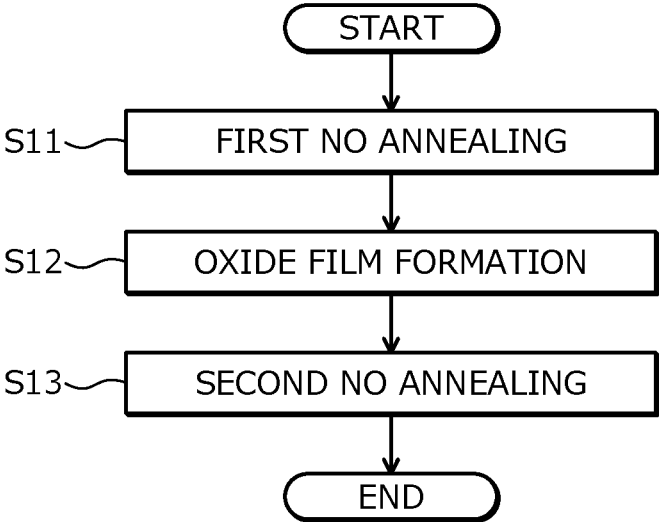 START
S11 FIRST NO ANNEALING
S12 OXIDE FILM FORMATION
S13 SECOND NO ANNEALING
END